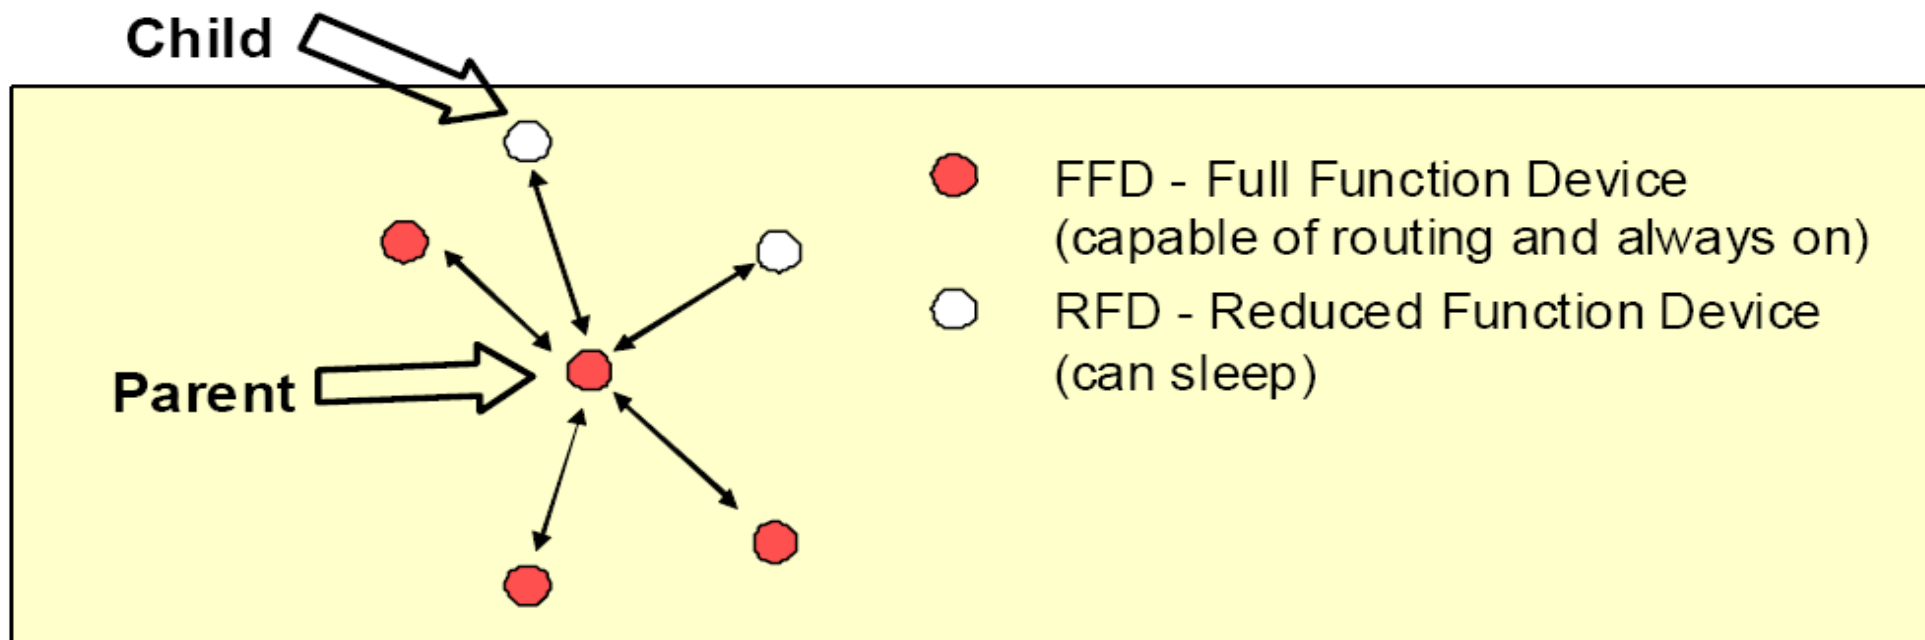 Child
Parent
FFD - Full Function Device
(capable of routing and always on)
RFD - Reduced Function Device
(can sleep)